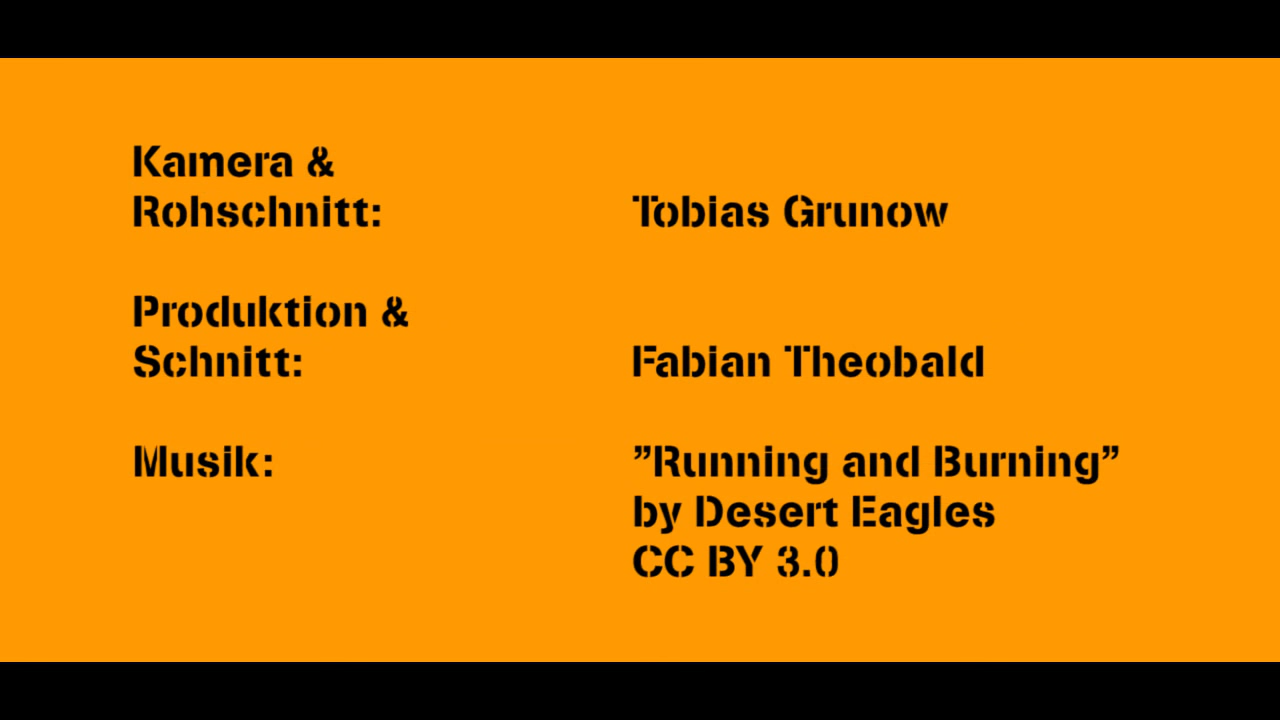 Kamera &
Rohschnitt: Tobias Grunow
Produktion &
Schnitt: Fabian Theobald
Musik: ”Running and Burning”
by Desert Eagles
CC BY 3.0